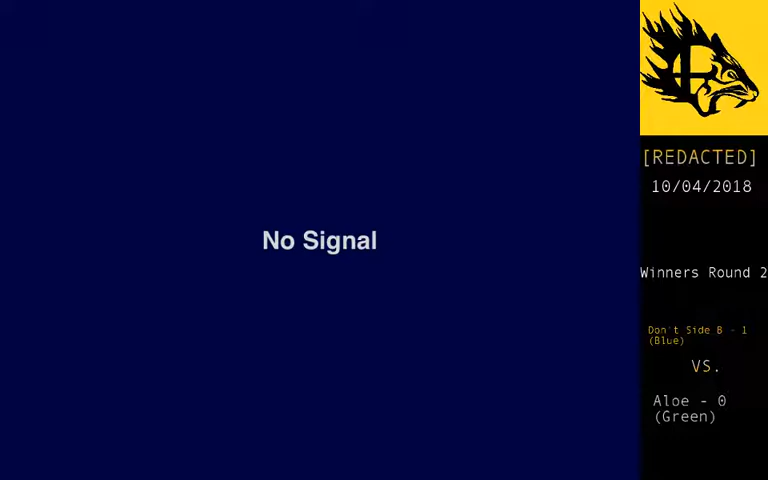 No Signal
[REDACTED]
10/04/2018
Winners Round 2
Don't Side B - 1
(Blue)
VS.
Aloe - 0
(Green)